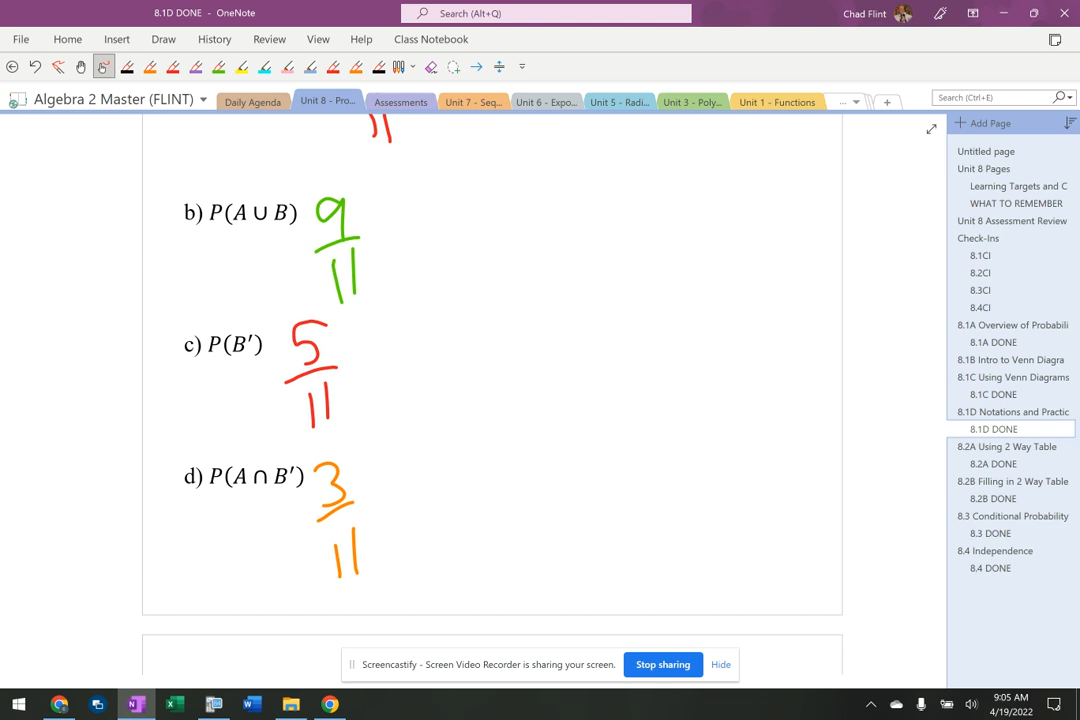 8.1D DONE - OneNote
Search (Alt+Q)
Chad Flint
File Home Insert Draw History Review View Help Class Notebook
Algebra 2 Master (FLINT)
Daily Agenda
Unit 8 - Pro...
Assessments
Unit 7 - Seq...
Unit 6 - Expo...
Unit 5 - Radi...
Unit 3 - Poly...
Unit 1 - Functions
...
Search (Ctrl+E)
11
b) P(A ∪ B) 9
11
c) P(B′) 5
11
d) P(A ∩ B′) 3
11
Add Page
Untitled page
Unit 8 Pages
Learning Targets and C
WHAT TO REMEMBER
Unit 8 Assessment Review
Check-Ins
8.1CI
8.2CI
8.3CI
8.4CI
8.1A Overview of Probabili
8.1A DONE
8.1B Intro to Venn Diagra
8.1C Using Venn Diagrams
8.1C DONE
8.1D Notations and Practic
8.1D DONE
8.2A Using 2 Way Table
8.2A DONE
8.2B Filling in 2 Way Table
8.2B DONE
8.3 Conditional Probability
8.3 DONE
8.4 Independence
8.4 DONE
Screencastify - Screen Video Recorder is sharing your screen.
Stop sharing
Hide
9:05 AM
4/19/2022